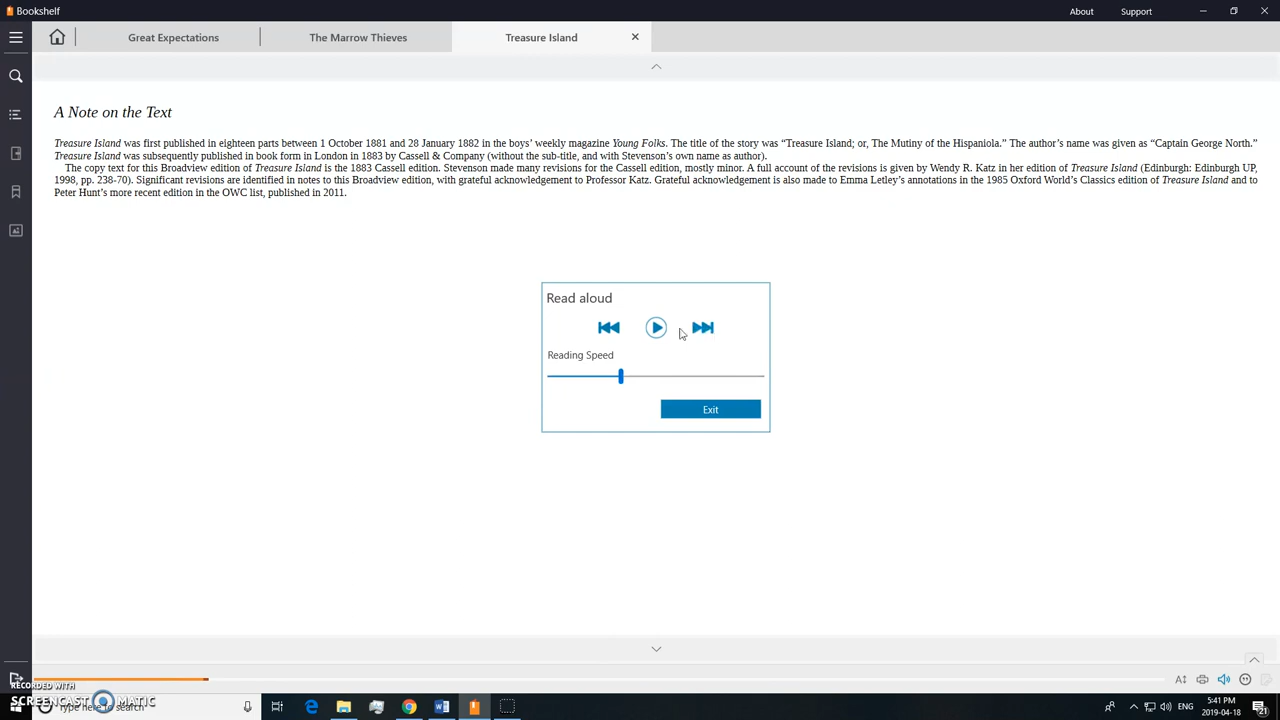 Bookshelf
About
Support
Great Expectations
The Marrow Thieves
Treasure Island
A Note on the Text
Treasure Island was first published in eighteen parts between 1 October 1881 and 28 January 1882 in the boys’ weekly magazine Young Folks. The title of the story was “Treasure Island; or, The Mutiny of the Hispaniola.” The author’s name was given as “Captain George North.”
Treasure Island was subsequently published in book form in London in 1883 by Cassell & Company (without the sub-title, and with Stevenson’s own name as author).
The copy text for this Broadview edition of Treasure Island is the 1883 Cassell edition. Stevenson made many revisions for the Cassell edition, mostly minor. A full account of the revisions is given by Wendy R. Katz in her edition of Treasure Island (Edinburgh: Edinburgh UP,
1998, pp. 238-70). Significant revisions are identified in notes to this Broadview edition, with grateful acknowledgement to Professor Katz. Grateful acknowledgement is also made to Emma Letley’s annotations in the 1985 Oxford World’s Classics edition of Treasure Island and to
Peter Hunt’s more recent edition in the OWC list, published in 2011.
Read aloud
Reading Speed
Exit
RECORDED WITH
SCREENCAST MATIC
Type here to search
ENG
5:41 PM
2019-04-18
21